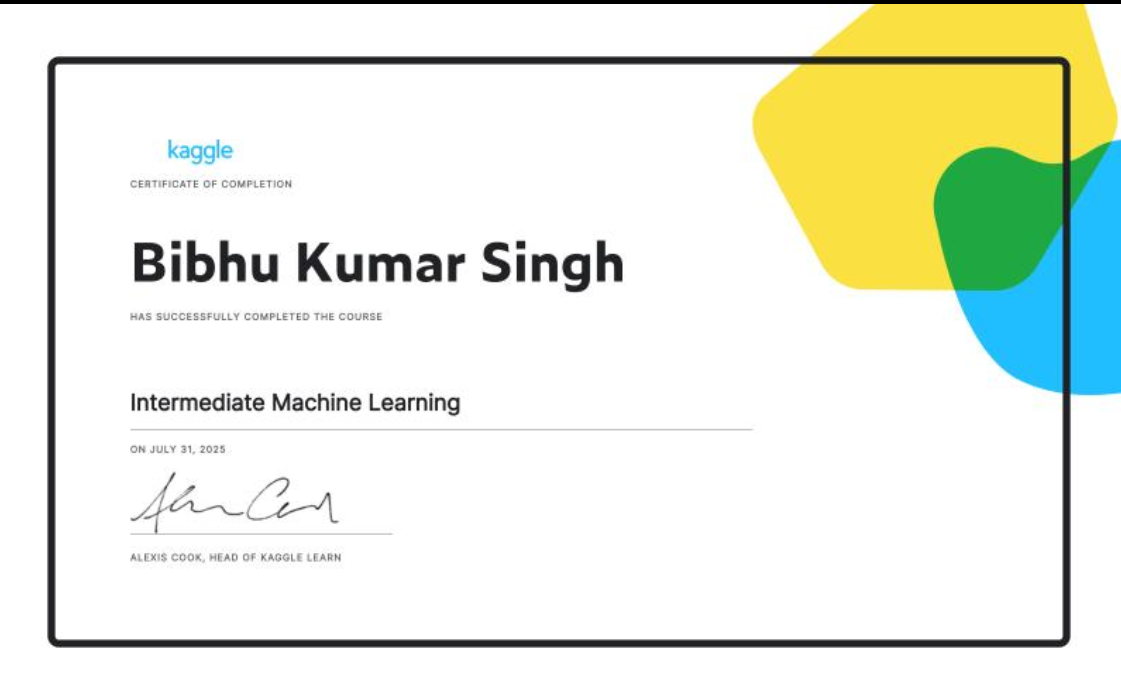 kaggle
CERTIFICATE OF COMPLETION
Bibhu Kumar Singh
HAS SUCCESSFULLY COMPLETED THE COURSE
Intermediate Machine Learning
ON JULY 31, 2025
ALEXIS COOK, HEAD OF KAGGLE LEARN